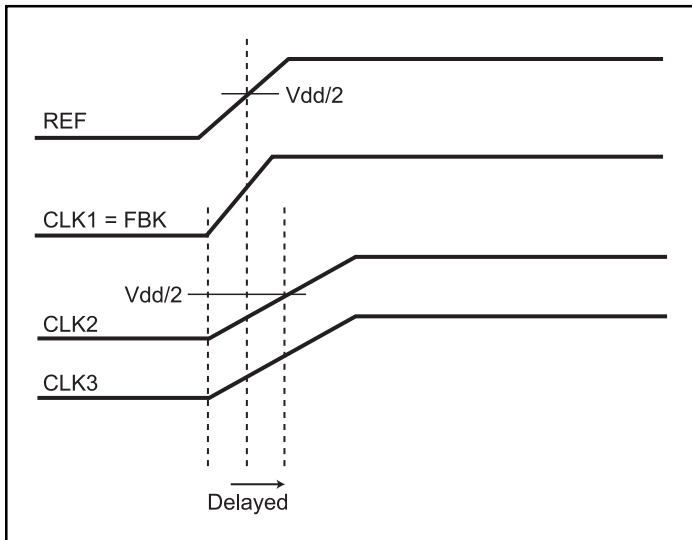 Vdd/2
REF
CLK1 = FBK
Vdd/2
CLK2
CLK3
Delayed